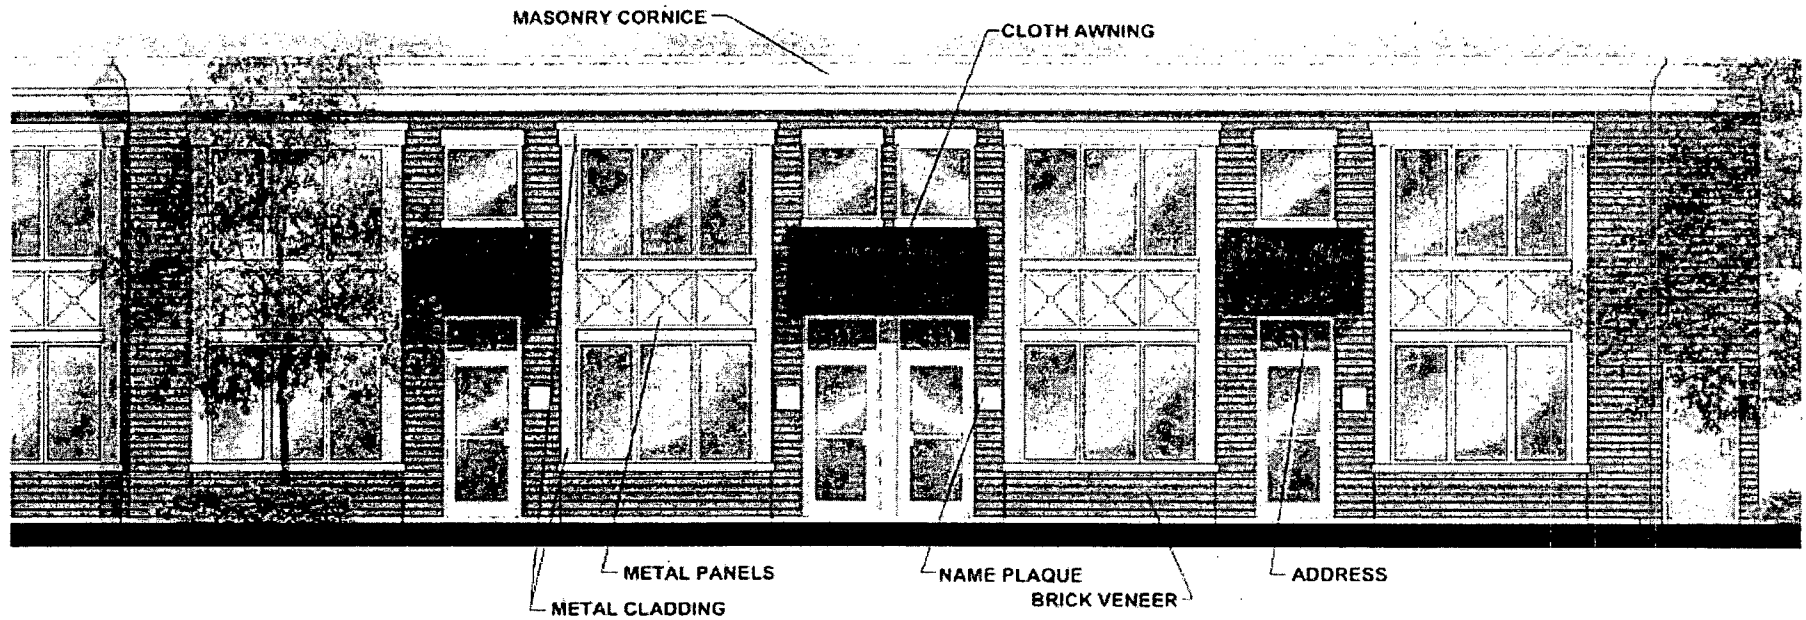 MASONRY CORNICE
CLOTH AWNING
METAL PANELS
NAME PLAQUE
ADDRESS
BRICK VENEER
METAL CLADDING